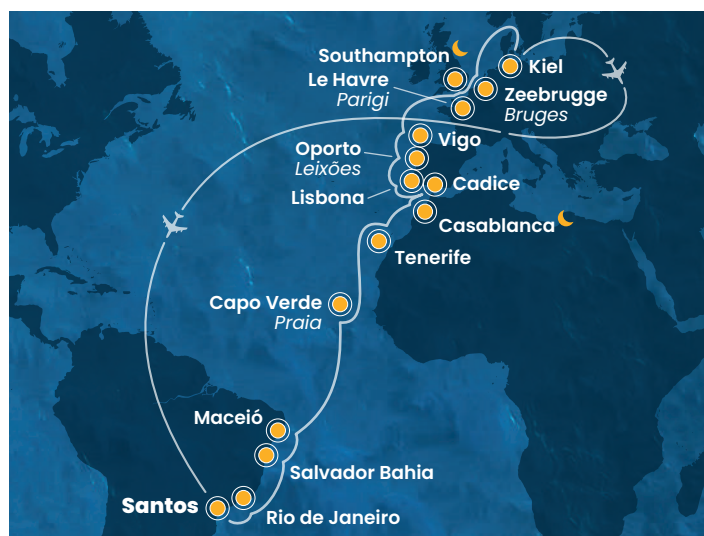 Southampton
Kiel
Le Havre
Parigi
Zeebrugge
Bruges
Vigo
Oporto
Leixões
Lisbona
Cadice
Casablanca
Tenerife
Capo Verde
Praia
Maceió
Salvador Bahia
Santos
Rio de Janeiro